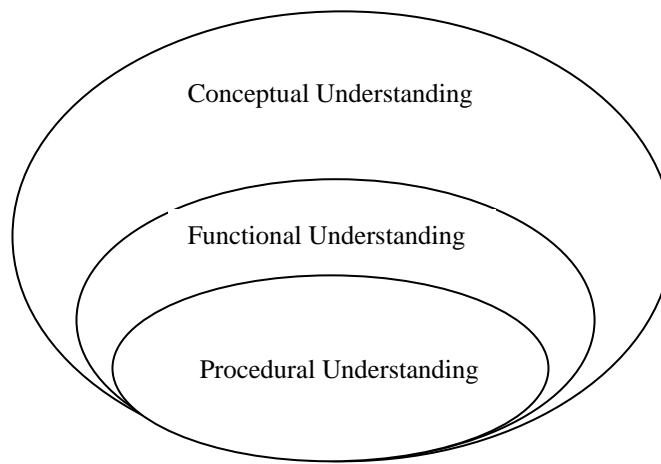 Conceptual Understanding
Functional Understanding
Procedural Understanding